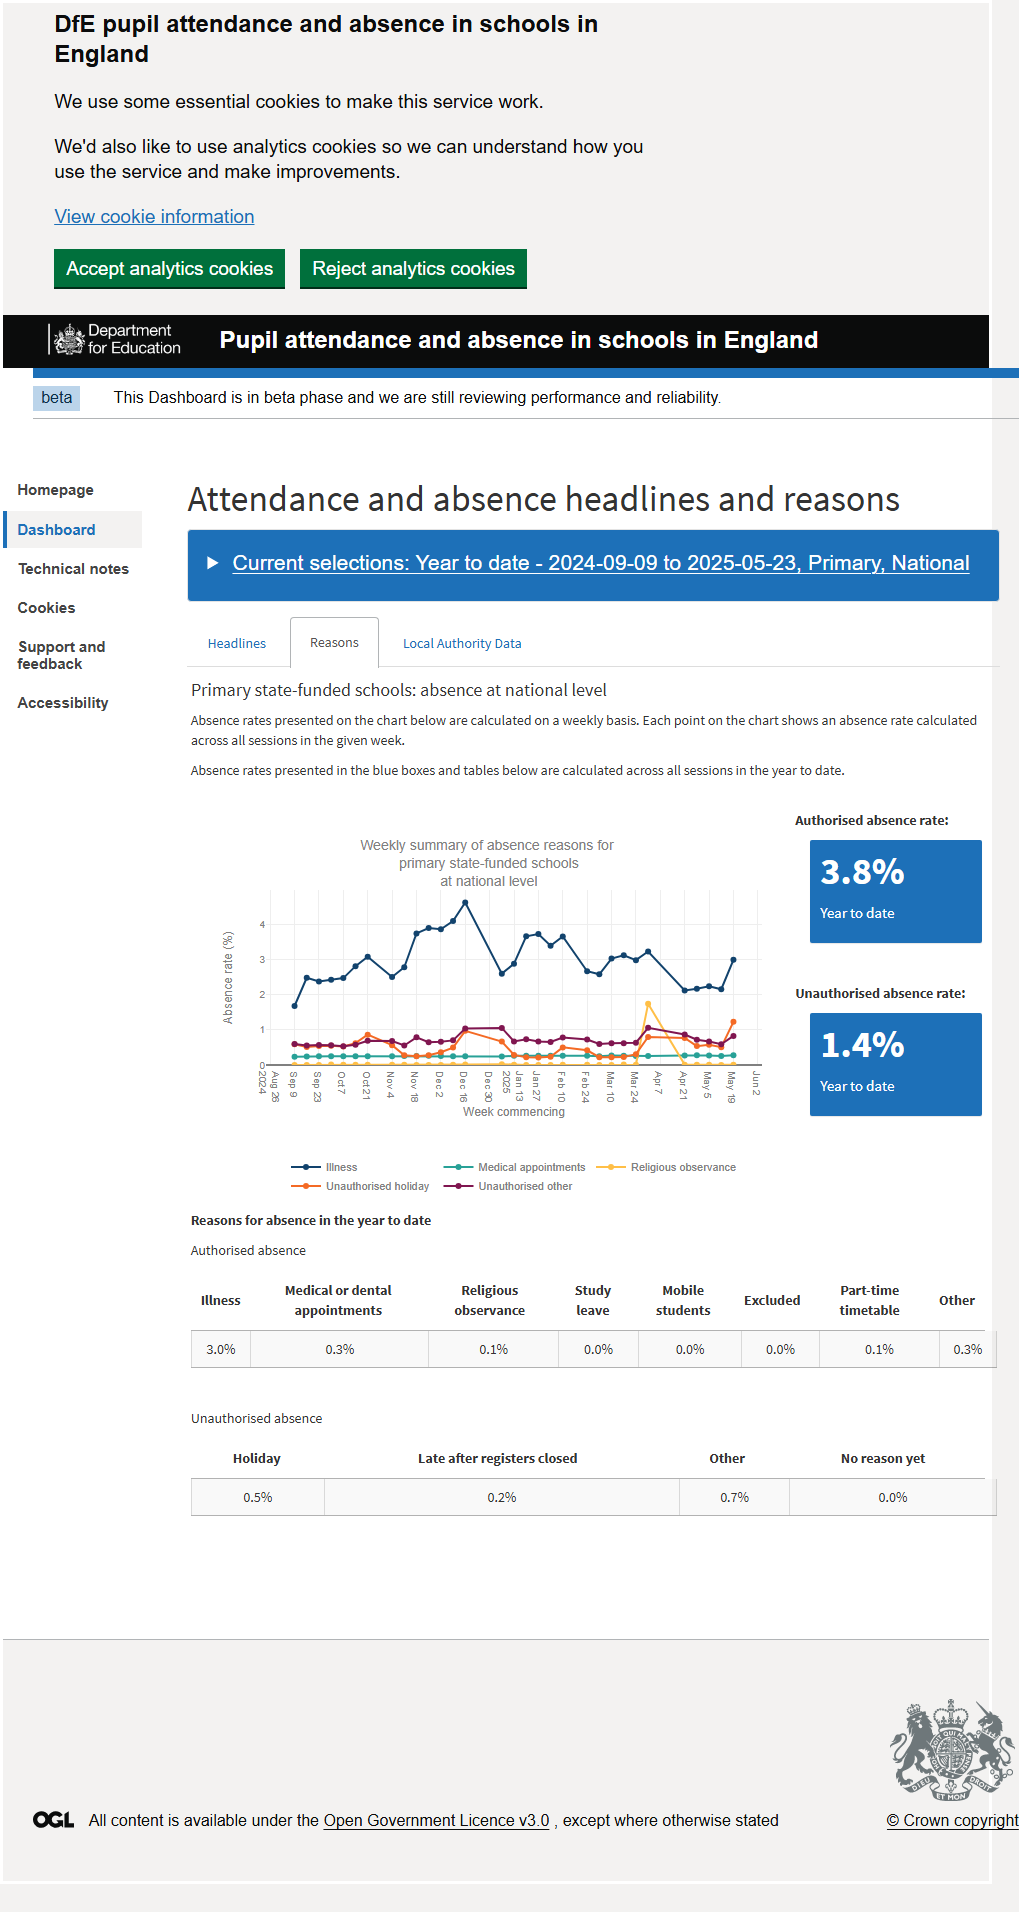 DfE pupil attendance and absence in schools in
England
We use some essential cookies to make this service work.
We'd also like to use analytics cookies so we can understand how you
use the service and make improvements.
View cookie information
Accept analytics cookies
Reject analytics cookies
Department
for Education
Pupil attendance and absence in schools in England
beta
This Dashboard is in beta phase and we are still reviewing performance and reliability.
Homepage
Dashboard
Technical notes
Cookies
Support and
feedback
Accessibility
Attendance and absence headlines and reasons
Current selections: Year to date - 2024-09-09 to 2025-05-23, Primary, National
Headlines
Reasons
Local Authority Data
Primary state-funded schools: absence at national level
Absence rates presented on the chart below are calculated on a weekly basis. Each point on the chart shows an absence rate calculated
across all sessions in the given week.
Absence rates presented in the blue boxes and tables below are calculated across all sessions in the year to date.
Authorised absence rate:
3.8%
Year to date
Unauthorised absence rate:
1.4%
Year to date
Weekly summary of absence reasons for
primary state-funded schools
at national level
Absence rate (%)
4
3
2
1
0
Aug 26
2024
Sep 9
Sep 23
Oct 7
Oct 21
Nov 4
Nov 18
Dec 2
Dec 16
Dec 30
2025
Jan 13
Jan 27
Feb 10
Feb 24
Mar 10
Mar 24
Apr 7
Apr 21
May 5
May 19
Jun 2
Week commencing
Illness
Medical appointments
Religious observance
Unauthorised holiday
Unauthorised other
Reasons for absence in the year to date
Authorised absence
Illness Medical or dental appointments Religious observance Study leave Mobile students Excluded Part-time timetable Other
3.0% 0.3% 0.1% 0.0% 0.0% 0.0% 0.1% 0.3%
Unauthorised absence
Holiday Late after registers closed Other No reason yet
0.5% 0.2% 0.7% 0.0%
DIEU ET MON DROIT
OGL All content is available under the Open Government Licence v3.0 , except where otherwise stated
© Crown copyright